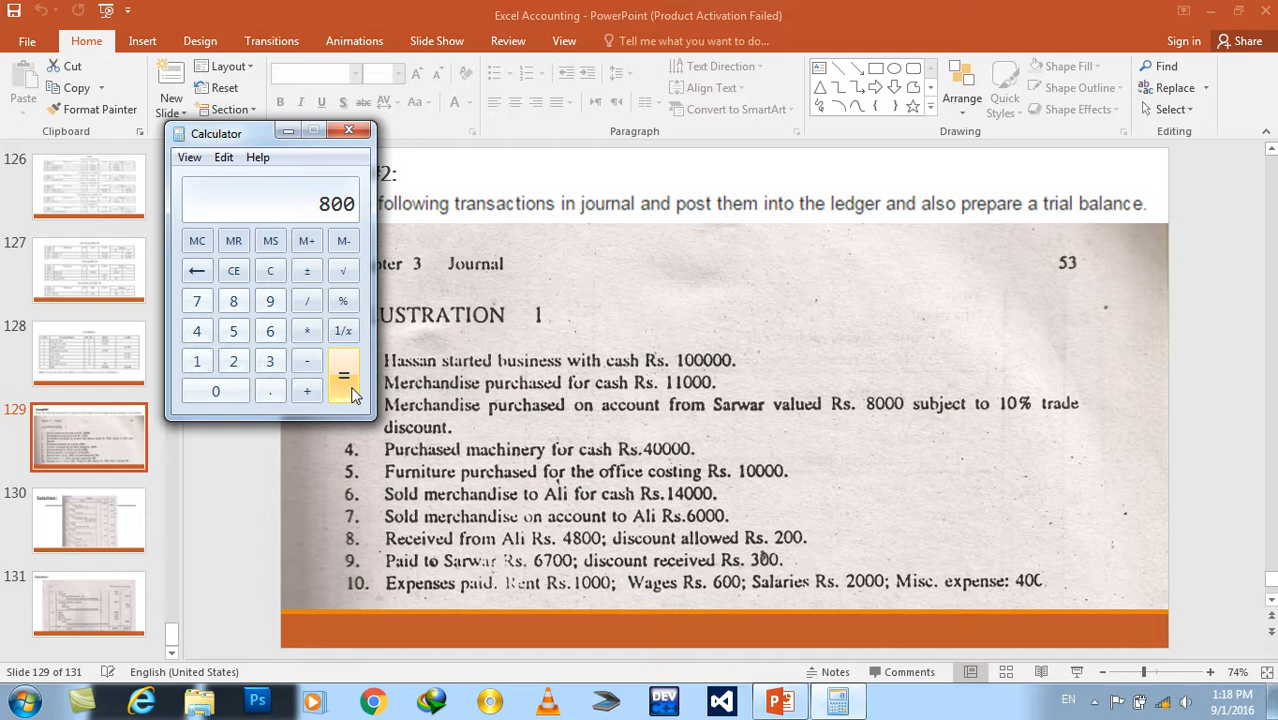 Excel Accounting - PowerPoint (Product Activation Failed)
File Home Insert Design Transitions Animations Slide Show Review View Tell me what you want to do... Sign in Share
Paste
Cut
Copy
Format Painter
Clipboard
New
Slide
Layout
Reset
Section
B I U S abc AV Aa A
Text Direction
Align Text
Convert to SmartArt
Paragraph
Arrange
Quick
Styles
Shape Fill
Shape Outline
Shape Effects
Drawing
Find
Replace
Select
Editing
126
127
128
129
130
Solution:
131
Calculator
View Edit Help
800
MC MR MS M+ M-
← CE C ± √
7 8 9 / %
4 5 6 * 1/x
1 2 3 - =
0 . +
#2:
following transactions in journal and post them into the ledger and also prepare a trial balance.
pter 3 Journal 53
USTRATION 1
Hassan started business with cash Rs. 100000.
Merchandise purchased for cash Rs. 11000.
Merchandise purchased on account from Sarwar valued Rs. 8000 subject to 10% trade
discount.
4. Purchased machinery for cash Rs.40000.
5. Furniture purchased for the office costing Rs. 10000.
6. Sold merchandise to Ali for cash Rs.14000.
7. Sold merchandise on account to Ali Rs.6000.
8. Received from Ali Rs. 4800; discount allowed Rs. 200.
9. Paid to Sarwar Rs. 6700; discount received Rs. 300.
10. Expenses paid. Rent Rs.1000; Wages Rs. 600; Salaries Rs. 2000; Misc. expense: 400
Slide 129 of 131 English (United States) Notes Comments 74%
Ps DEV EN 1:18 PM
9/1/2016